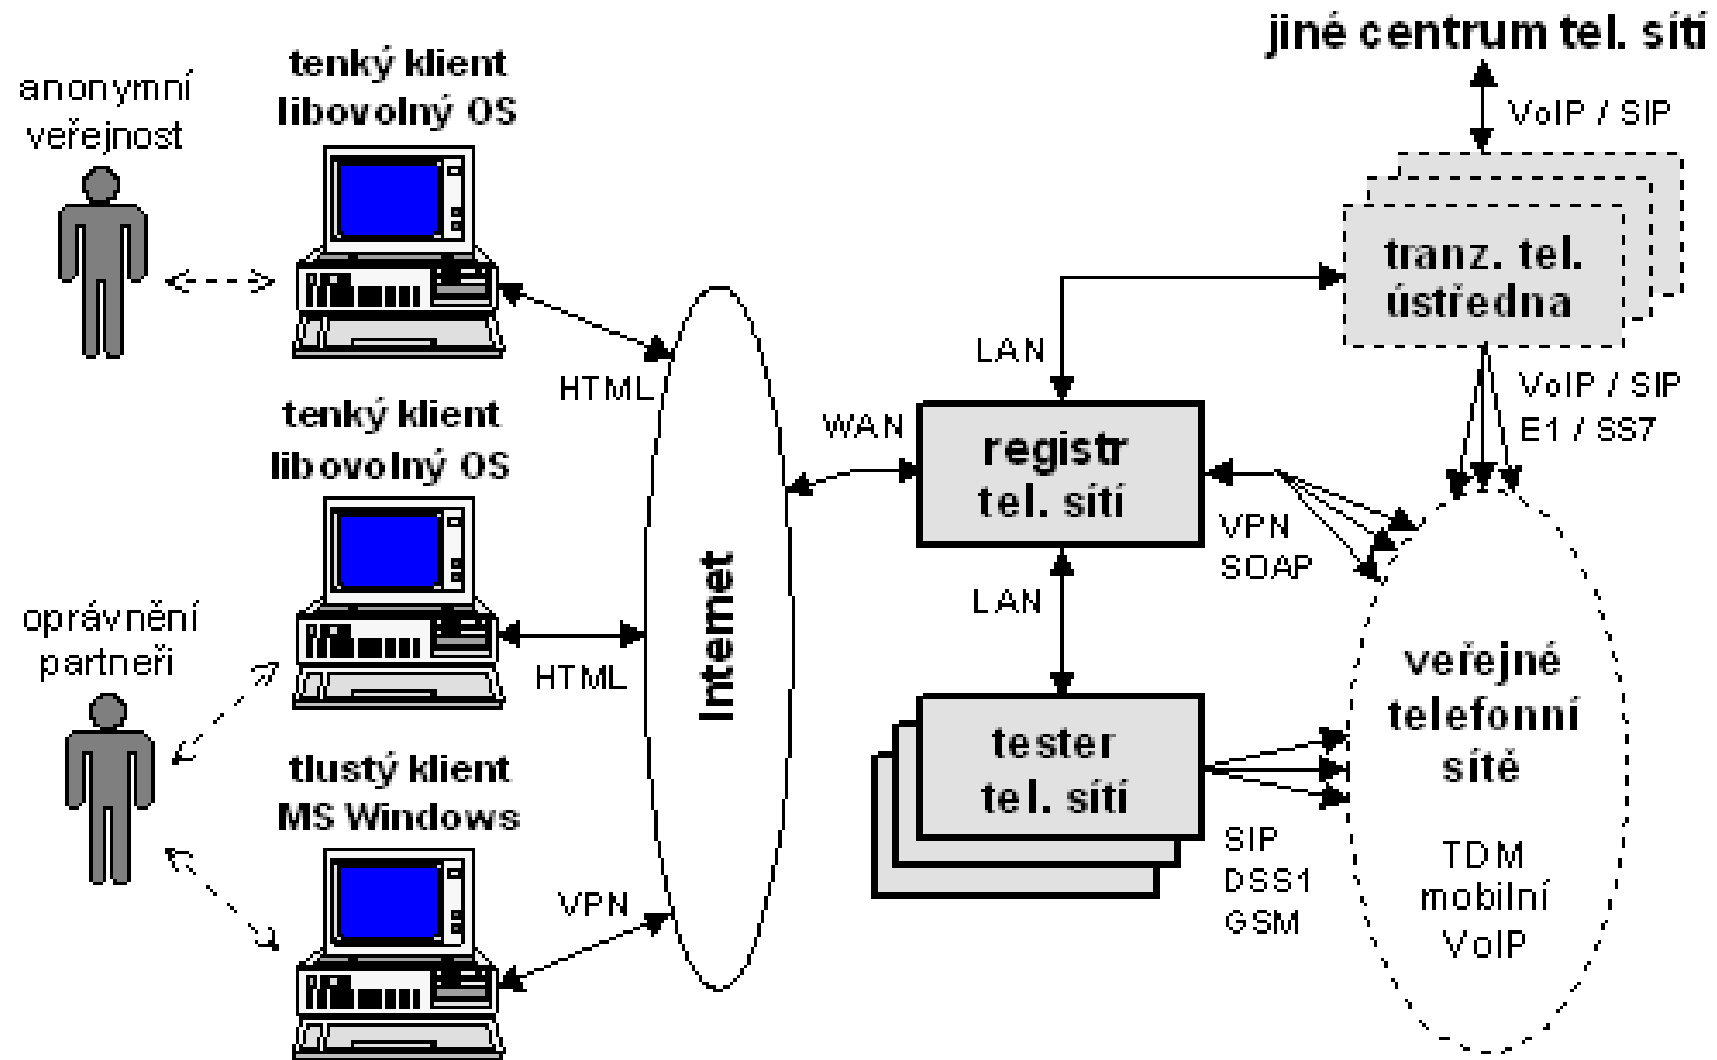 jiné centrum tel. sítí
VoIP / SIP
tenký klient
libovolný OS
anonymní
veřejnost
HTML
tranz. tel.
ústředna
LAN
VoIP / SIP
E1 / SS7
tenký klient
libovolný OS
WAN
registr
tel. sítí
VPN
SOAP
Internet
HTML
LAN
oprávnění
partneři
tlustý klient
MS Windows
VPN
tester
tel. sítí
SIP
DSS1
GSM
veřejné
telefonní
sítě
TDM
mobilní
VoIP